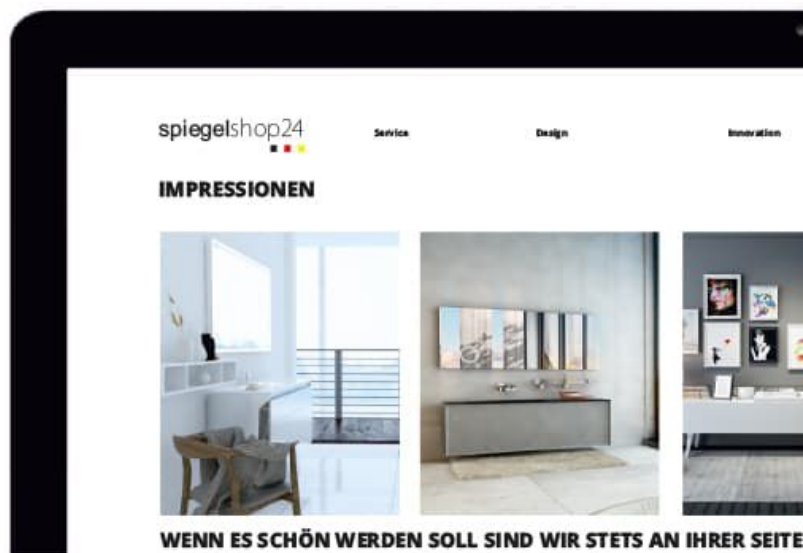 spiegelshop24
Service
Design
Innovation
IMPRESSIONEN
WENN ES SCHÖN WERDEN SOLL SIND WIR STETS AN IHRER SEITE